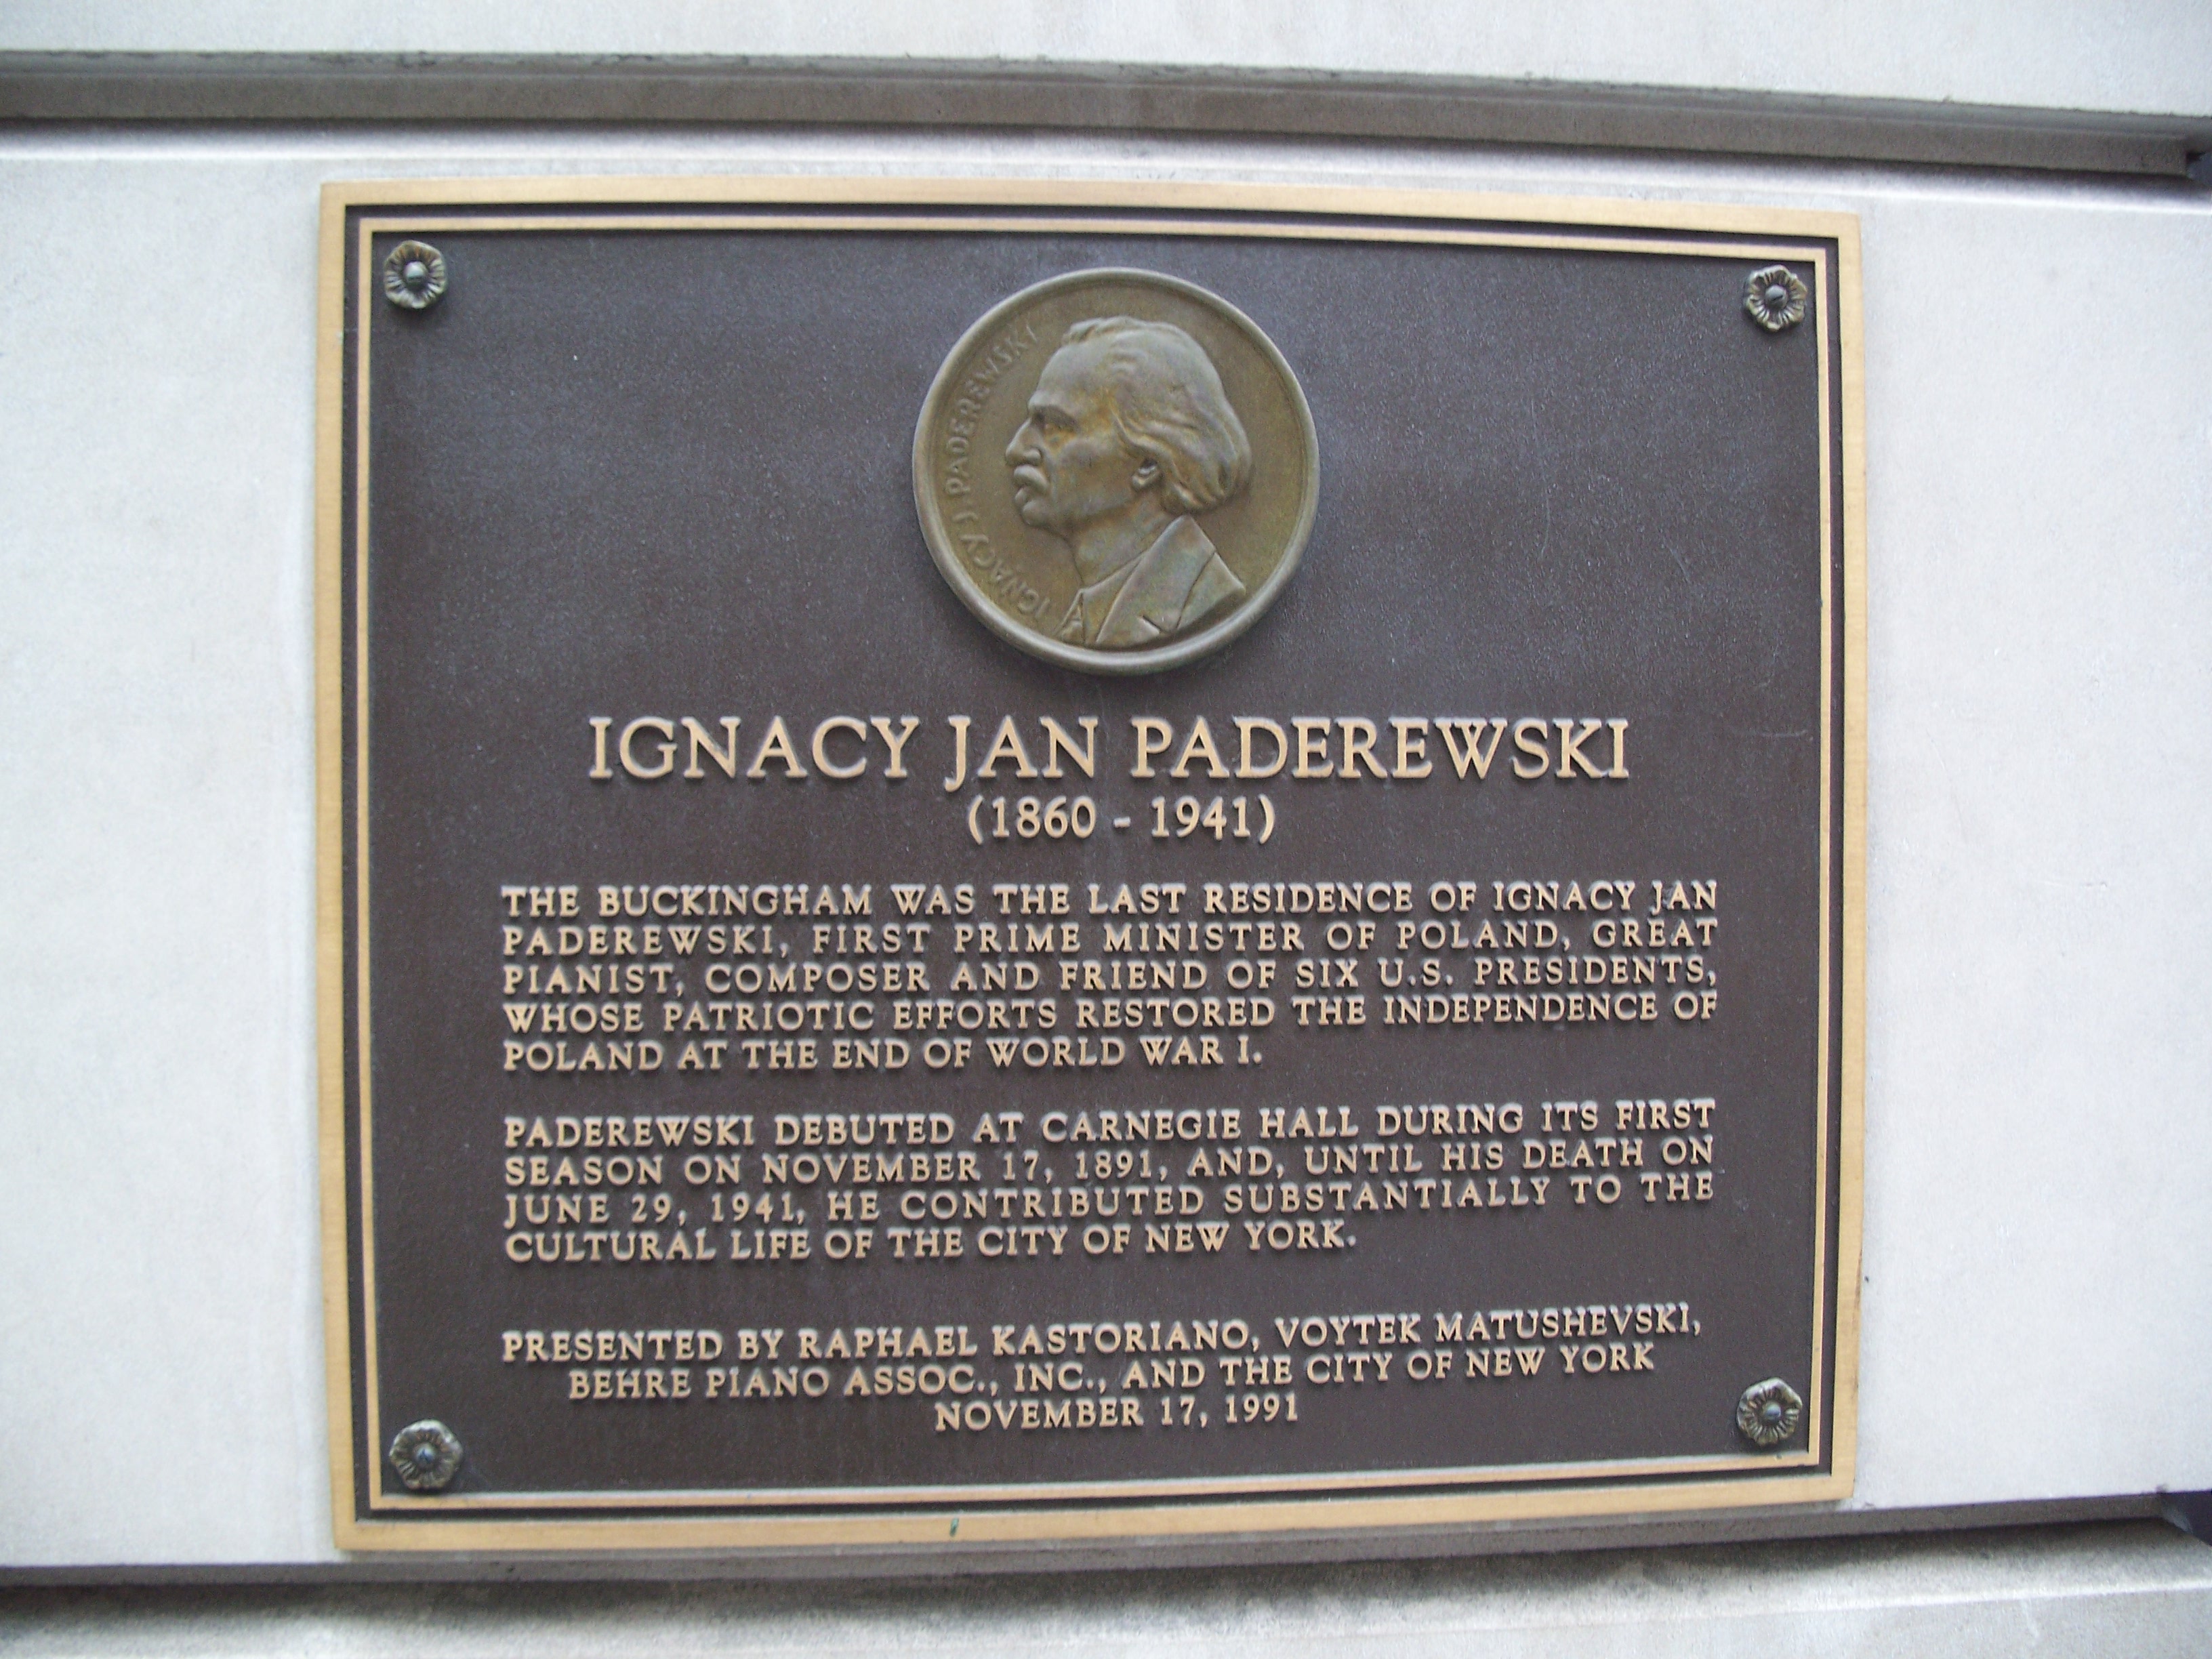 IGNACY J PADEREWSKI
IGNACY JAN PADEREWSKI
(1860 - 1941)
THE BUCKINGHAM WAS THE LAST RESIDENCE OF IGNACY JAN
PADEREWSKI, FIRST PRIME MINISTER OF POLAND, GREAT
PIANIST, COMPOSER AND FRIEND OF SIX U.S. PRESIDENTS,
WHOSE PATRIOTIC EFFORTS RESTORED THE INDEPENDENCE OF
POLAND AT THE END OF WORLD WAR I.
PADEREWSKI DEBUTED AT CARNEGIE HALL DURING ITS FIRST
SEASON ON NOVEMBER 17, 1891, AND, UNTIL HIS DEATH ON
JUNE 29, 1941, HE CONTRIBUTED SUBSTANTIALLY TO THE
CULTURAL LIFE OF THE CITY OF NEW YORK.
PRESENTED BY RAPHAEL KASTORIANO, VOYTEK MATUSHEVSKI,
BEHRE PIANO ASSOC., INC., AND THE CITY OF NEW YORK
NOVEMBER 17, 1991